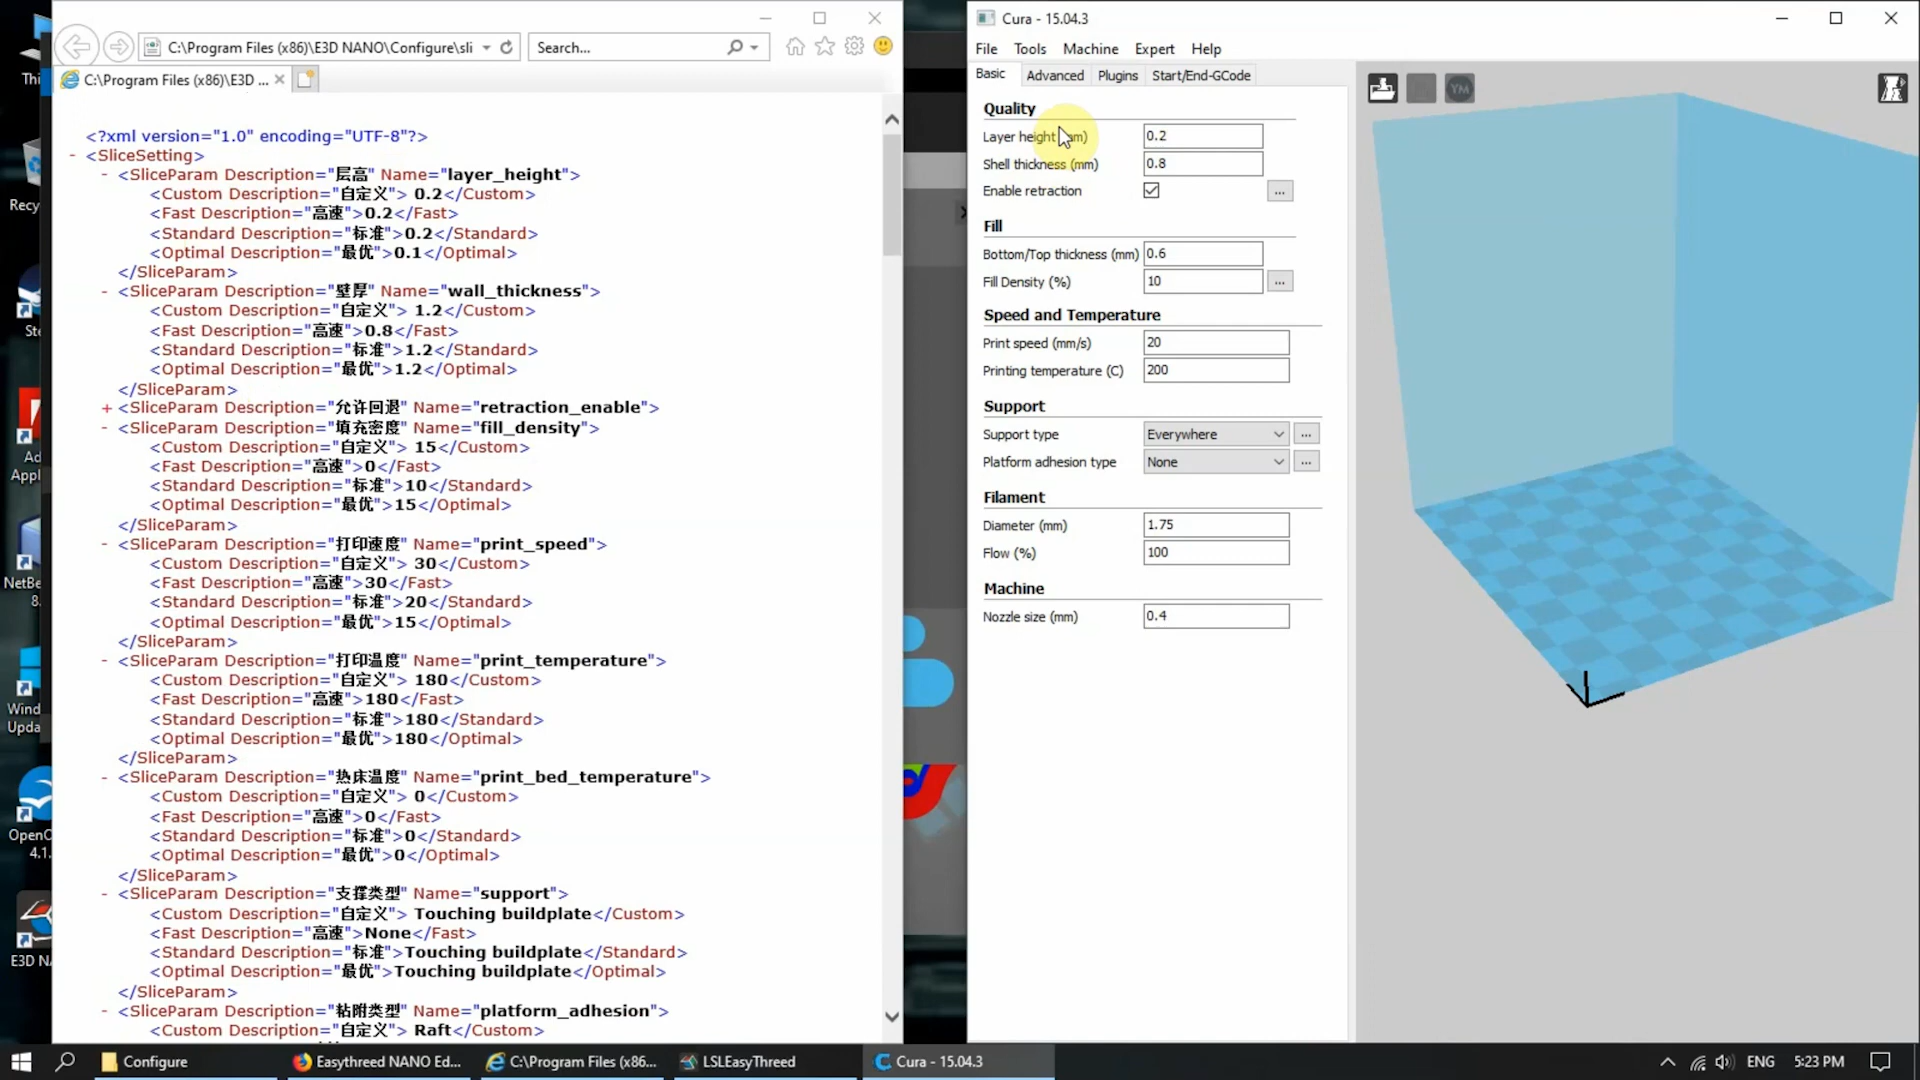 C:\Program Files (x86)\E3D NANO\Configure\sli
Search...
C:\Program Files (x86)\E3D ...
<?xml version="1.0" encoding="UTF-8"?>
- <SliceSetting>
- <SliceParam Description="层高" Name="layer_height">
<Custom Description="自定义"> 0.2</Custom>
<Fast Description="高速">0.2</Fast>
<Standard Description="标准">0.2</Standard>
<Optimal Description="最优">0.1</Optimal>
</SliceParam>
- <SliceParam Description="壁厚" Name="wall_thickness">
<Custom Description="自定义"> 1.2</Custom>
<Fast Description="高速">0.8</Fast>
<Standard Description="标准">1.2</Standard>
<Optimal Description="最优">1.2</Optimal>
</SliceParam>
+ <SliceParam Description="允许回退" Name="retraction_enable">
- <SliceParam Description="填充密度" Name="fill_density">
<Custom Description="自定义"> 15</Custom>
<Fast Description="高速">0</Fast>
<Standard Description="标准">10</Standard>
<Optimal Description="最优">15</Optimal>
</SliceParam>
- <SliceParam Description="打印速度" Name="print_speed">
<Custom Description="自定义"> 30</Custom>
<Fast Description="高速">30</Fast>
<Standard Description="标准">20</Standard>
<Optimal Description="最优">15</Optimal>
</SliceParam>
- <SliceParam Description="打印温度" Name="print_temperature">
<Custom Description="自定义"> 180</Custom>
<Fast Description="高速">180</Fast>
<Standard Description="标准">180</Standard>
<Optimal Description="最优">180</Optimal>
</SliceParam>
- <SliceParam Description="热床温度" Name="print_bed_temperature">
<Custom Description="自定义"> 0</Custom>
<Fast Description="高速">0</Fast>
<Standard Description="标准">0</Standard>
<Optimal Description="最优">0</Optimal>
</SliceParam>
- <SliceParam Description="支撑类型" Name="support">
<Custom Description="自定义"> Touching buildplate</Custom>
<Fast Description="高速">None</Fast>
<Standard Description="标准">Touching buildplate</Standard>
<Optimal Description="最优">Touching buildplate</Optimal>
</SliceParam>
- <SliceParam Description="粘附类型" Name="platform_adhesion">
<Custom Description="自定义"> Raft</Custom>
Cura - 15.04.3
File Tools Machine Expert Help
Basic Advanced Plugins Start/End-GCode
Quality
Layer height (mm) 0.2
Shell thickness (mm) 0.8
Enable retraction ...
Fill
Bottom/Top thickness (mm) 0.6
Fill Density (%) 10 ...
Speed and Temperature
Print speed (mm/s) 20
Printing temperature (C) 200
Support
Support type Everywhere ...
Platform adhesion type None ...
Filament
Diameter (mm) 1.75
Flow (%) 100
Machine
Nozzle size (mm) 0.4
YM
Thi
Recy
Ste
Ad
Appl
NetBe
8.
Wind
Upda
OpenO
4.1.
E3D N
Configure
Easythreed NANO Ed...
C:\Program Files (x86...
LSLEasyThreed
Cura - 15.04.3
ENG
5:23 PM